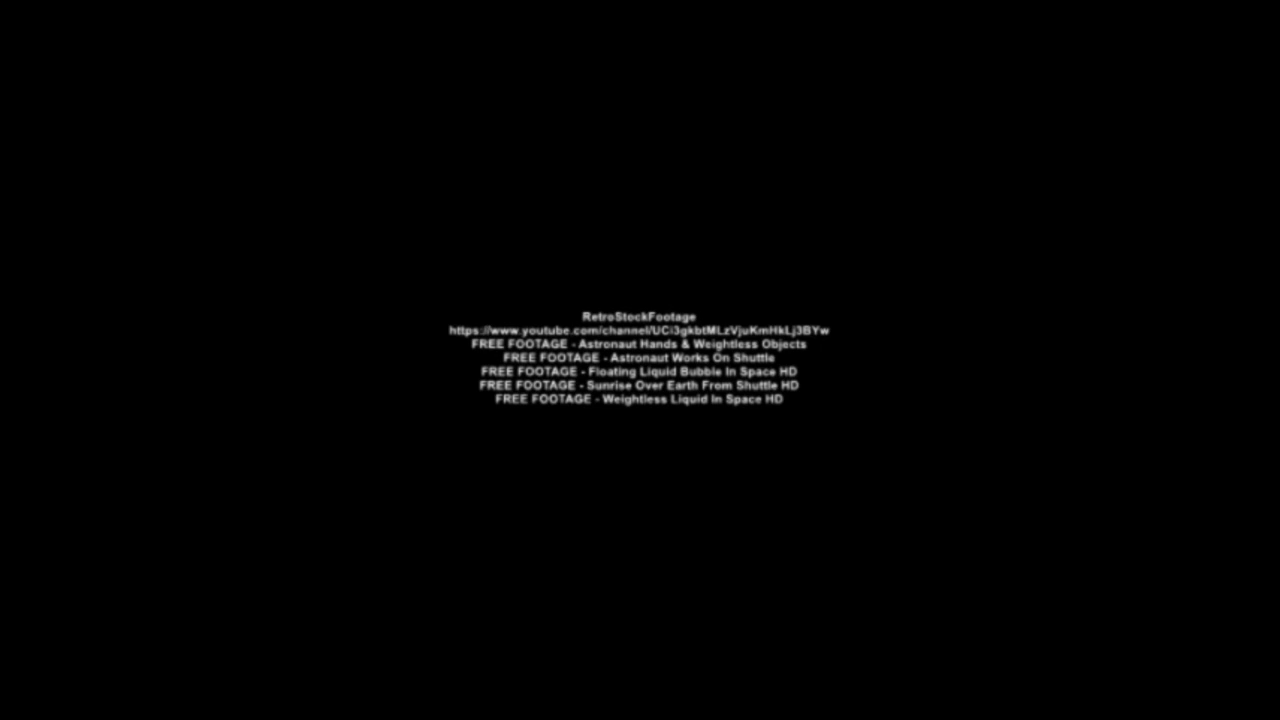 RetroStockFootage
https://www.youtube.com/channel/UCi3gkbtMLzVjuKmHkLj3BYw
FREE FOOTAGE - Astronaut Hands & Weightless Objects
FREE FOOTAGE - Astronaut Works On Shuttle
FREE FOOTAGE - Floating Liquid Bubble In Space HD
FREE FOOTAGE - Sunrise Over Earth From Shuttle HD
FREE FOOTAGE - Weightless Liquid In Space HD